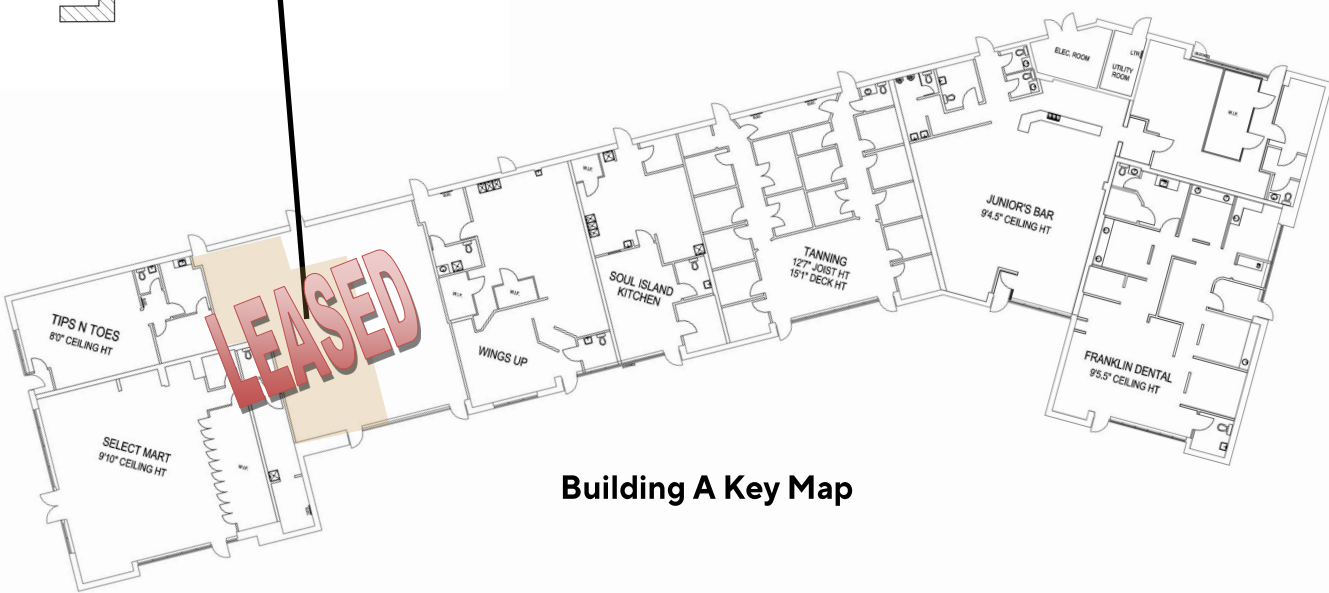 ELEC. ROOM
LTR
UTILITY
ROOM
W.I.F.
W.I.F.
JUNIOR'S BAR
9'4.5" CEILING HT
TANNING
12'7" JOIST HT
15'1" DECK HT
SOUL ISLAND
KITCHEN
W.I.F.
W.I.F.
WINGS UP
TIPS N TOES
8'0" CEILING HT
LEASED
FRANKLIN DENTAL
9'5.5" CEILING HT
SELECT MART
9'10" CEILING HT
W.I.F.
Building A Key Map